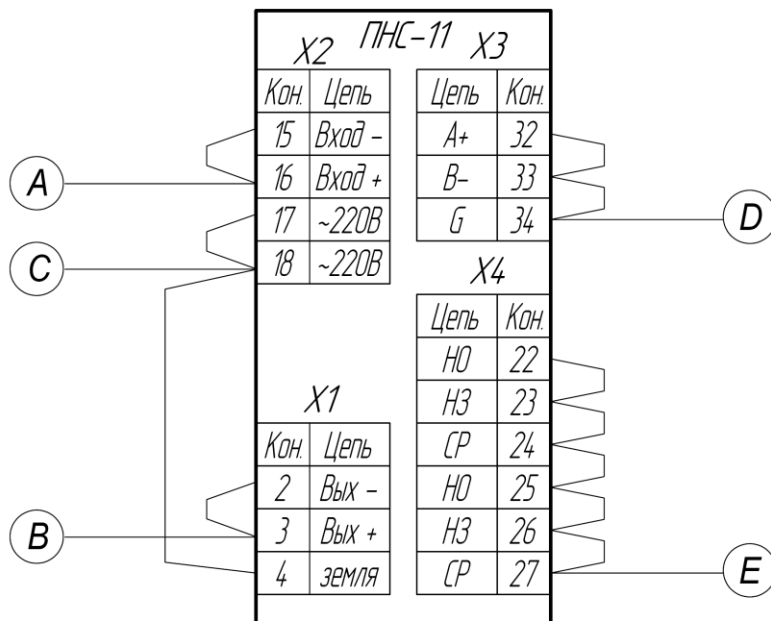 ПНС-11
X2
Кон. Цепь
15 Вход -
16 Вход +
17 ~220В
18 ~220В
X1
Кон. Цепь
2 Вых -
3 Вых +
4 земля
X3
Цепь Кон.
A+ 32
B- 33
G 34
X4
Цепь Кон.
НО 22
НЗ 23
СР 24
НО 25
НЗ 26
СР 27
A
C
B
D
E